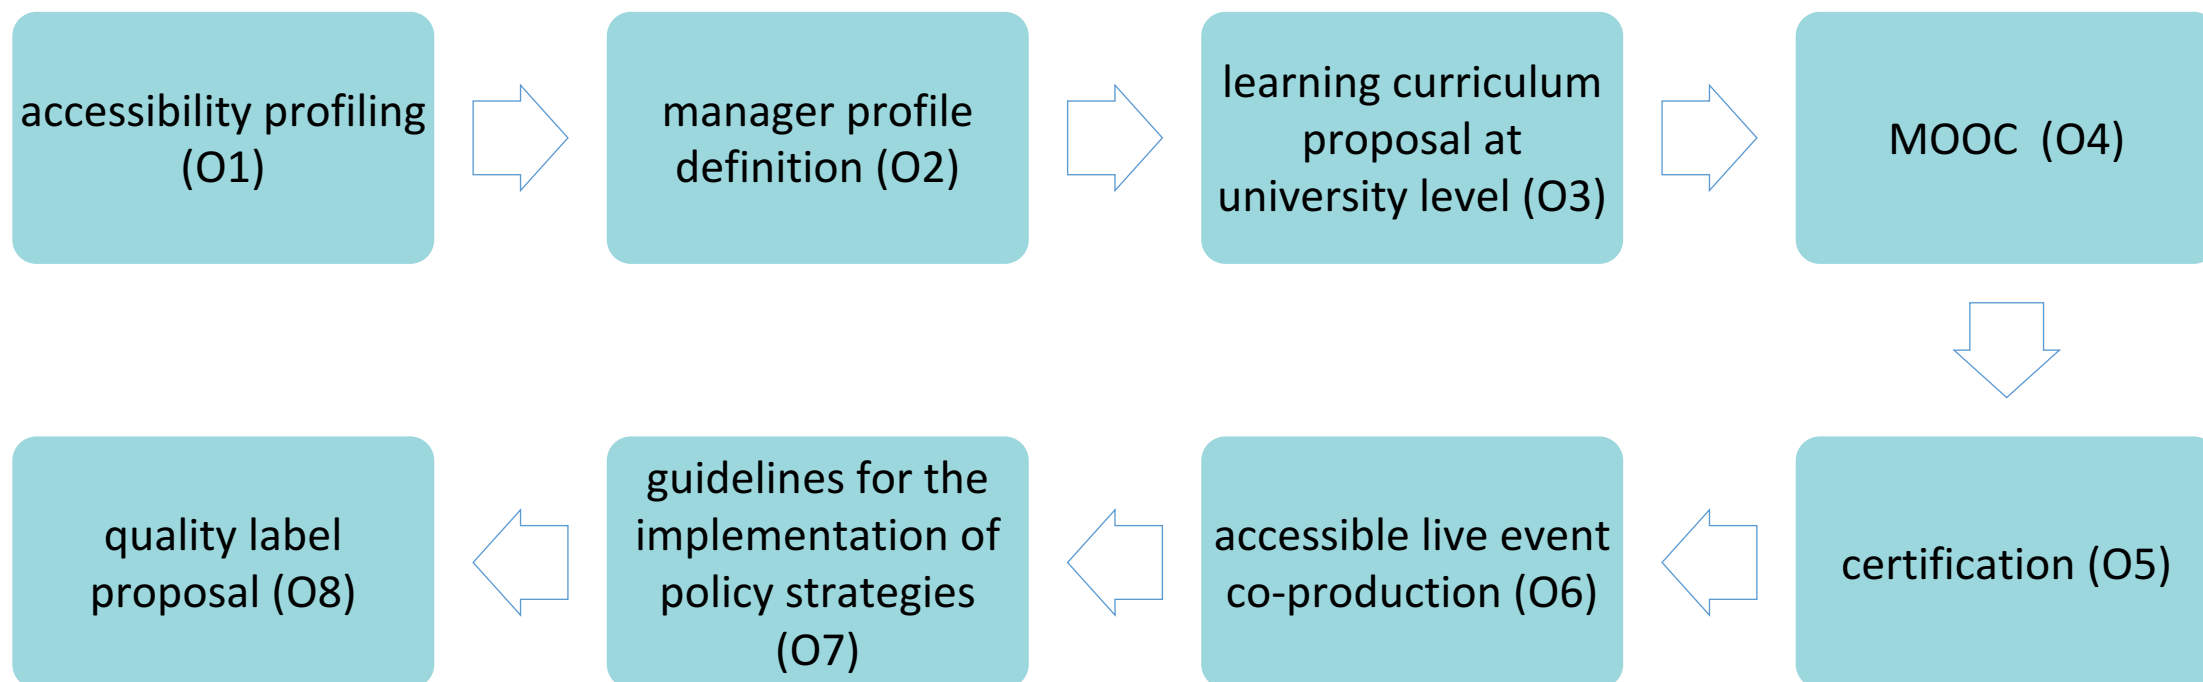 accessibility profiling
(O1)
manager profile
definition (O2)
learning curriculum
proposal at
university level (O3)
MOOC  (O4)
certification (O5)
accessible live event
co-production (O6)
guidelines for the
implementation of
policy strategies
(O7)
quality label
proposal (O8)